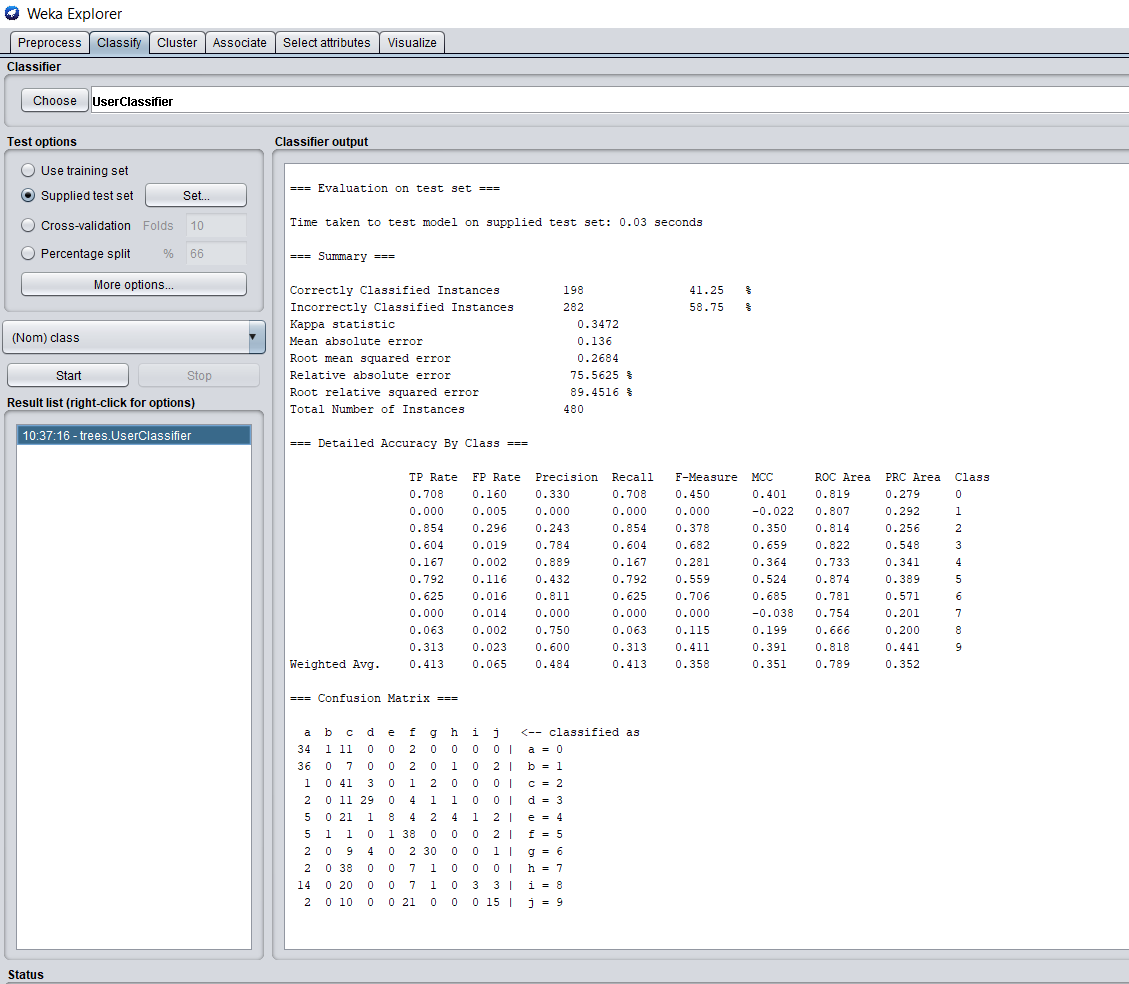 Weka Explorer
Preprocess Classify Cluster Associate Select attributes Visualize
Classifier
Choose UserClassifier
Test options
Use training set
Supplied test set Set...
Cross-validation Folds 10
Percentage split % 66
More options...
(Nom) class
Start Stop
Result list (right-click for options)
10:37:16 - trees.UserClassifier
Classifier output
=== Evaluation on test set ===
Time taken to test model on supplied test set: 0.03 seconds
=== Summary ===
Correctly Classified Instances 198 41.25 %
Incorrectly Classified Instances 282 58.75 %
Kappa statistic 0.3472
Mean absolute error 0.136
Root mean squared error 0.2684
Relative absolute error 75.5625 %
Root relative squared error 89.4516 %
Total Number of Instances 480
=== Detailed Accuracy By Class ===
TP Rate FP Rate Precision Recall F-Measure MCC ROC Area PRC Area Class
0.708 0.160 0.330 0.708 0.450 0.401 0.819 0.279 0
0.000 0.005 0.000 0.000 0.000 -0.022 0.807 0.292 1
0.854 0.296 0.243 0.854 0.378 0.350 0.814 0.256 2
0.604 0.019 0.784 0.604 0.682 0.659 0.822 0.548 3
0.167 0.002 0.889 0.167 0.281 0.364 0.733 0.341 4
0.792 0.116 0.432 0.792 0.559 0.524 0.874 0.389 5
0.625 0.016 0.811 0.625 0.706 0.685 0.781 0.571 6
0.000 0.014 0.000 0.000 0.000 -0.038 0.754 0.201 7
0.063 0.002 0.750 0.063 0.115 0.199 0.666 0.200 8
0.313 0.023 0.600 0.313 0.411 0.391 0.818 0.441 9
Weighted Avg. 0.413 0.065 0.484 0.413 0.358 0.351 0.789 0.352
=== Confusion Matrix ===
a b c d e f g h i j <-- classified as
34 1 11 0 0 2 0 0 0 0 | a = 0
36 0 7 0 0 2 0 1 0 2 | b = 1
1 0 41 3 0 1 2 0 0 0 | c = 2
2 0 11 29 0 4 1 1 0 0 | d = 3
5 0 21 1 8 4 2 4 1 2 | e = 4
5 1 1 0 1 38 0 0 0 2 | f = 5
2 0 9 4 0 2 30 0 0 1 | g = 6
2 0 38 0 0 7 1 0 0 0 | h = 7
14 0 20 0 0 7 1 0 3 3 | i = 8
2 0 10 0 0 21 0 0 0 15 | j = 9
Status